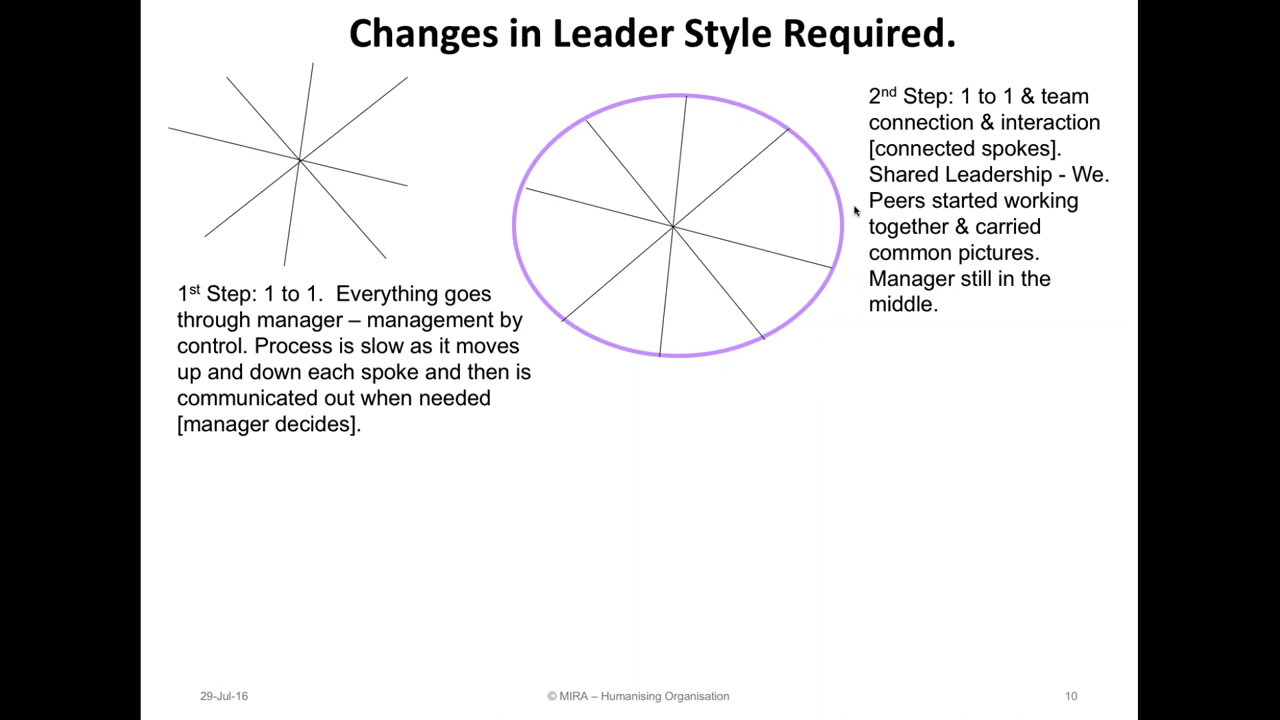 Changes in Leader Style Required.
2nd Step: 1 to 1 & team
connection & interaction
[connected spokes].
Shared Leadership - We.
Peers started working
together & carried
common pictures.
Manager still in the
middle.
1st Step: 1 to 1.  Everything goes
through manager – management by
control. Process is slow as it moves
up and down each spoke and then is
communicated out when needed
[manager decides].
29-Jul-16
© MIRA – Humanising Organisation
10